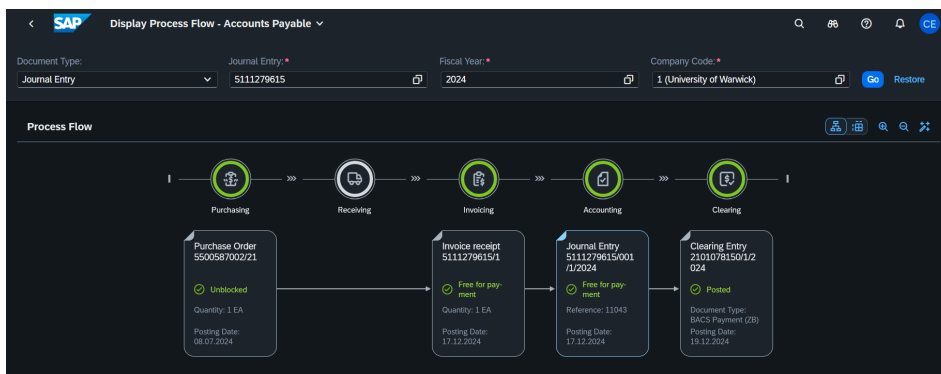 SAP
Display Process Flow - Accounts Payable
CE
Document Type:
Journal Entry:*
Fiscal Year:*
Company Code:*
Journal Entry
5111279615
2024
1 (University of Warwick)
Go
Restore
Process Flow
Purchasing
Receiving
Invoicing
Accounting
Clearing
Purchase Order
5500587002/21
Unblocked
Quantity: 1 EA
Posting Date:
08.07.2024
Invoice receipt
5111279615/1
Free for pay-
ment
Quantity: 1 EA
Posting Date:
17.12.2024
Journal Entry
5111279615/001
/1/2024
Free for pay-
ment
Reference: 11043
Posting Date:
17.12.2024
Clearing Entry
2101078150/1/2
024
Posted
Document Type:
BACS Payment (ZB)
Posting Date:
19.12.2024